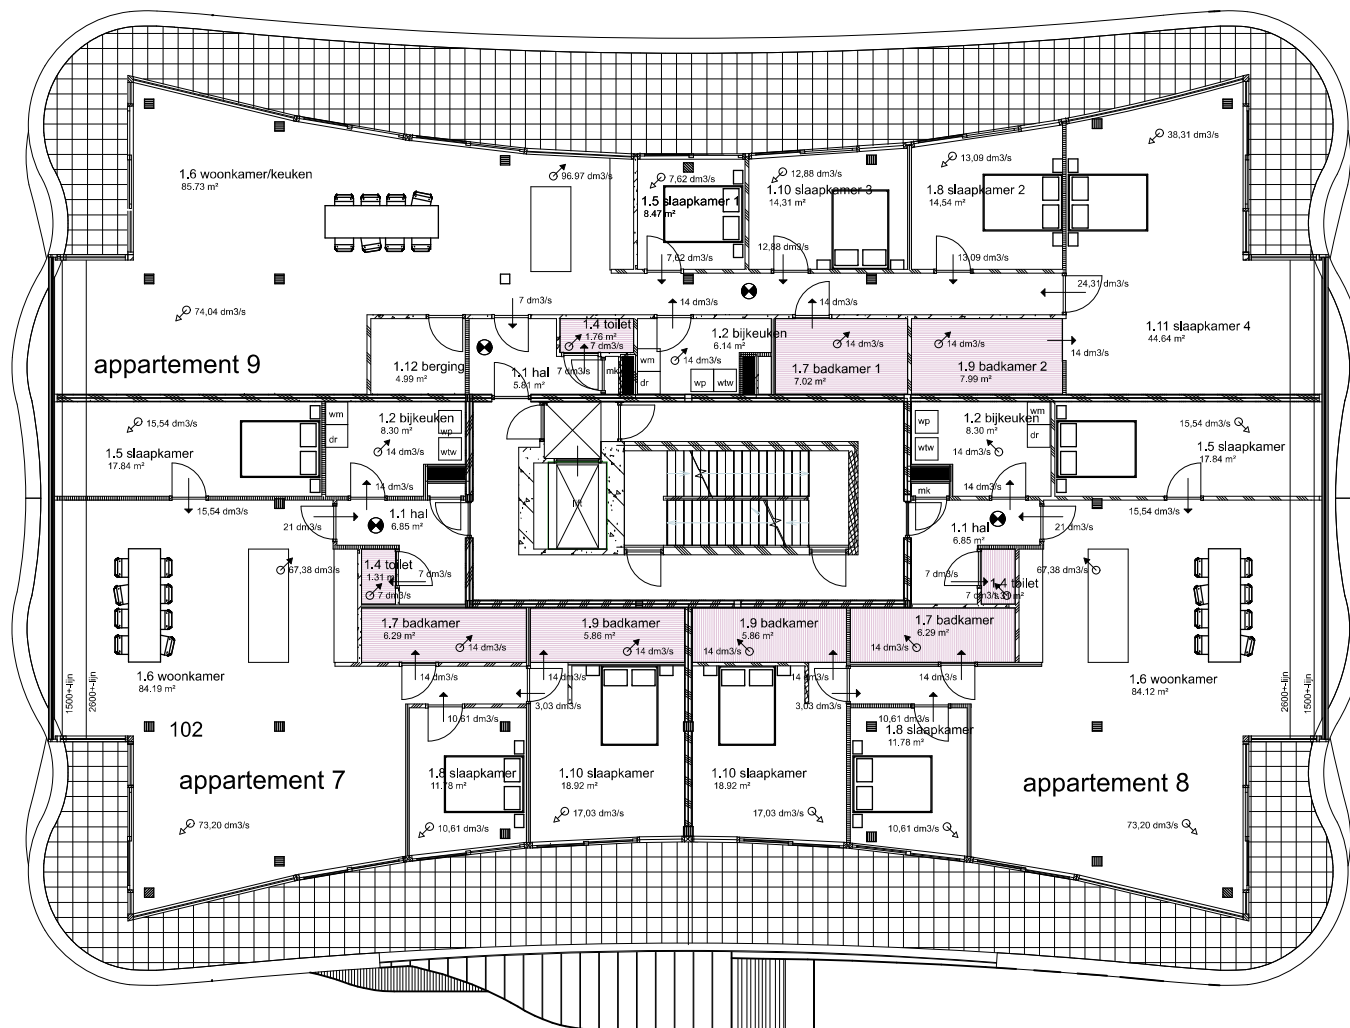 38,31 dm3/s
13,09 dm3/s
12,88 dm3/s
96.97 dm3/s
7,62 dm3/s
1.6 woonkamer/keuken
85.73 m²
1.5 slaapkamer 1
8.47 m²
1.10 slaapkamer 3
14,31 m²
1.8 slaapkamer 2
14,54 m²
7,62 dm3/s
12,88 dm3/s
13,09 dm3/s
24,31 dm3/s
74,04 dm3/s
7 dm3/s
14 dm3/s
14 dm3/s
1.4 toilet
1.76 m²
7 dm3/s
1.2 bijkeuken
6.14 m²
14 dm3/s
14 dm3/s
14 dm3/s
14 dm3/s
1.11 slaapkamer 4
44.64 m²
appartement 9
1.12 berging
4.99 m²
1.1 hal
5.81 m²
7 dm3/s
mk
wm
dr
wp
wtw
1.7 badkamer 1
7.02 m²
1.9 badkamer 2
7.99 m²
15,54 dm3/s
wm
dr
1.2 bijkeuken
8.30 m²
wp
wtw
14 dm3/s
1.5 slaapkamer
17.84 m²
14 dm3/s
wp
wtw
1.2 bijkeuken
8.30 m²
wm
dr
14 dm3/s
15,54 dm3/s
1.5 slaapkamer
17.84 m²
mk
14 dm3/s
lift
15,54 dm3/s
21 dm3/s
1.1 hal
6.85 m²
1.1 hal
6.85 m²
21 dm3/s
15,54 dm3/s
67,38 dm3/s
1.4 toilet
1.31 m²
7 dm3/s
7 dm3/s
7 dm3/s
1.4 toilet
7 dm3/s
67,38 dm3/s
1.7 badkamer
6.29 m²
14 dm3/s
1.9 badkamer
5.86 m²
14 dm3/s
1.9 badkamer
5.86 m²
14 dm3/s
1.7 badkamer
6.29 m²
14 dm3/s
1.6 woonkamer
84.19 m²
14 dm3/s
14 dm3/s
14 dm3/s
14 dm3/s
1.6 woonkamer
84.12 m²
1500+-lijn
2600+-lijn
2600+-lijn
1500+-lijn
3,03 dm3/s
3,03 dm3/s
10,61 dm3/s
10,61 dm3/s
102
1.8 slaapkamer
11.78 m²
appartement 7
1.8 slaapkamer
11.78 m²
1.10 slaapkamer
18.92 m²
1.10 slaapkamer
18.92 m²
appartement 8
73,20 dm3/s
10,61 dm3/s
17,03 dm3/s
17,03 dm3/s
10,61 dm3/s
73,20 dm3/s